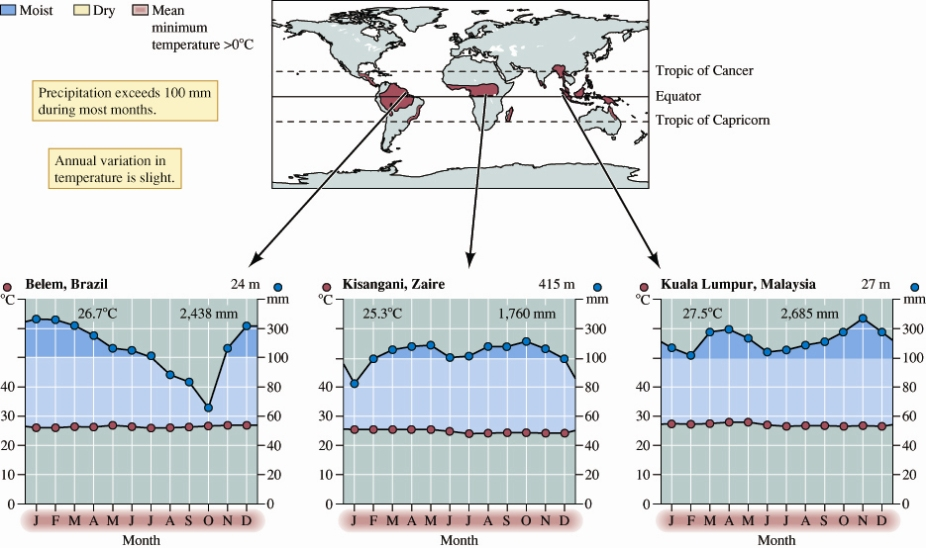 Moist Dry Mean
minimum
temperature >0°C
Precipitation exceeds 100 mm
during most months.
Annual variation in
temperature is slight.
Tropic of Cancer
Equator
Tropic of Capricorn
Belem, Brazil 24 m
°C mm
26.7°C 2,438 mm
300
100
40 80
30 60
20 40
10 20
0 0
J F M A M J J A S O N D
Month
Kisangani, Zaire 415 m
°C mm
25.3°C 1,760 mm
300
100
40 80
30 60
20 40
10 20
0 0
J F M A M J J A S O N D
Month
Kuala Lumpur, Malaysia 27 m
°C mm
27.5°C 2,685 mm
300
100
40 80
30 60
20 40
10 20
0 0
J F M A M J J A S O N D
Month